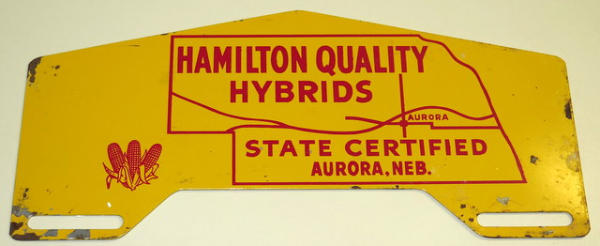 HAMILTON QUALITY
HYBRIDS
AURORA
STATE CERTIFIED
AURORA, NEB.